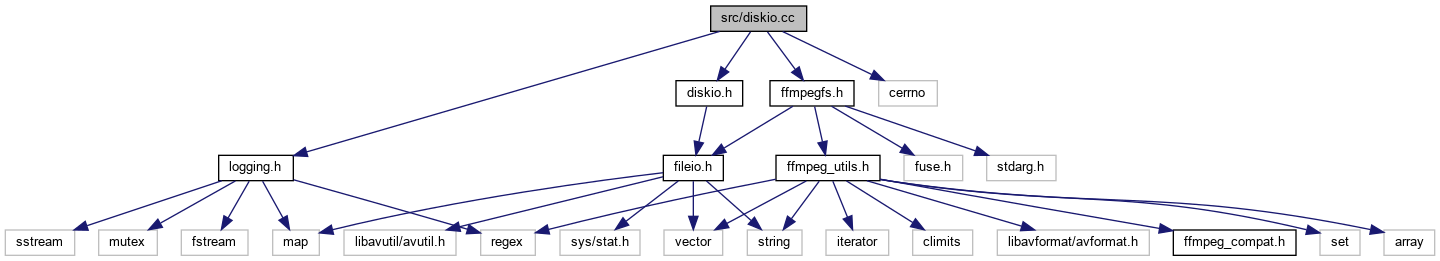 src/diskio.cc
diskio.h
ffmpegfs.h
cerrno
logging.h
fileio.h
ffmpeg_utils.h
fuse.h
stdarg.h
sstream
mutex
fstream
map
libavutil/avutil.h
regex
sys/stat.h
vector
string
iterator
climits
libavformat/avformat.h
ffmpeg_compat.h
set
array